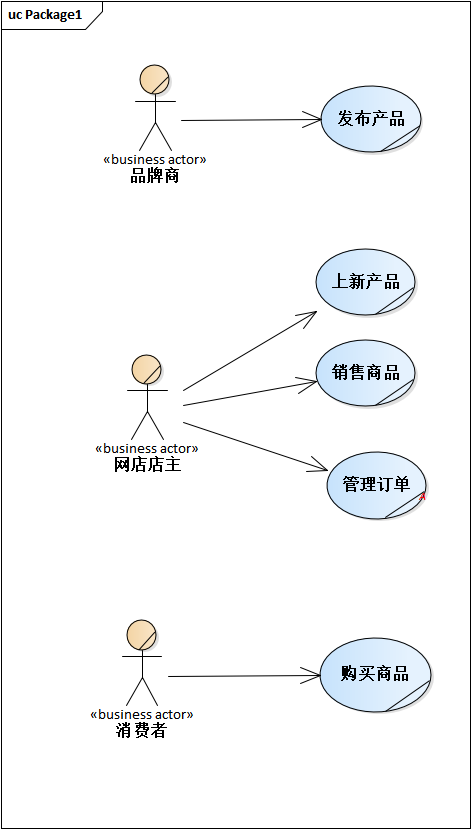 uc Package1
发布产品
«business actor»
品牌商
上新产品
销售商品
«business actor»
网店店主
管理订单
购买商品
«business actor»
消费者